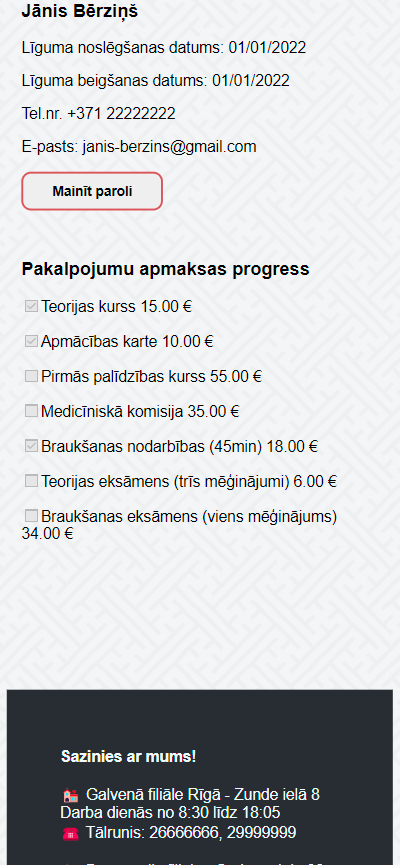 Jānis Bērziņš
Līguma noslēgšanas datums: 01/01/2022
Līguma beigšanas datums: 01/01/2022
Tel.nr. +371 22222222
E-pasts: janis-berzins@gmail.com
Mainīt paroli
Pakalpojumu apmaksas progress
Teorijas kurss 15.00 €
Apmācības karte 10.00 €
Pirmās palīdzības kurss 55.00 €
Medicīniskā komisija 35.00 €
Braukšanas nodarbības (45min) 18.00 €
Teorijas eksāmens (trīs mēģinājumi) 6.00 €
Braukšanas eksāmens (viens mēģinājums)
34.00 €
Sazinies ar mums!
Galvenā filiāle Rīgā - Zunde ielā 8
Darba dienās no 8:30 līdz 18:05
Tālrunis: 26666666, 29999999